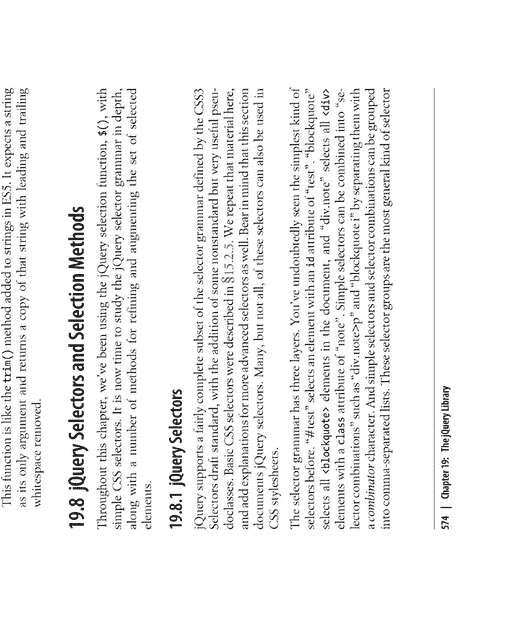 This function is like the trim() method added to strings in ES5. It expects a string
as its only argument and returns a copy of that string with leading and trailing
whitespace removed.
19.8 jQuery Selectors and Selection Methods
Throughout this chapter, we've been using the jQuery selection function, $(), with
simple CSS selectors. It is now time to study the jQuery selector grammar in depth,
along with a number of methods for refining and augmenting the set of selected
elements.
19.8.1 jQuery Selectors
jQuery supports a fairly complete subset of the selector grammar defined by the CSS3
Selectors draft standard, with the addition of some nonstandard but very useful pseu-
doclasses. Basic CSS selectors were described in §15.2.5. We repeat that material here,
and add explanations for more advanced selectors as well. Bear in mind that this section
documents jQuery selectors. Many, but not all, of these selectors can also be used in
CSS stylesheets.
The selector grammar has three layers. You've undoubtedly seen the simplest kind of
selectors before. "#test" selects an element with an id attribute of "test". "blockquote"
selects all <blockquote> elements in the document, and "div.note" selects all <div>
elements with a class attribute of "note". Simple selectors can be combined into "se-
lector combinations" such as "div.note>p" and "blockquote i" by separating them with
a combinator character. And simple selectors and selector combinations can be grouped
into comma-separated lists. These selector groups are the most general kind of selector
574 | Chapter 19: The jQuery Library